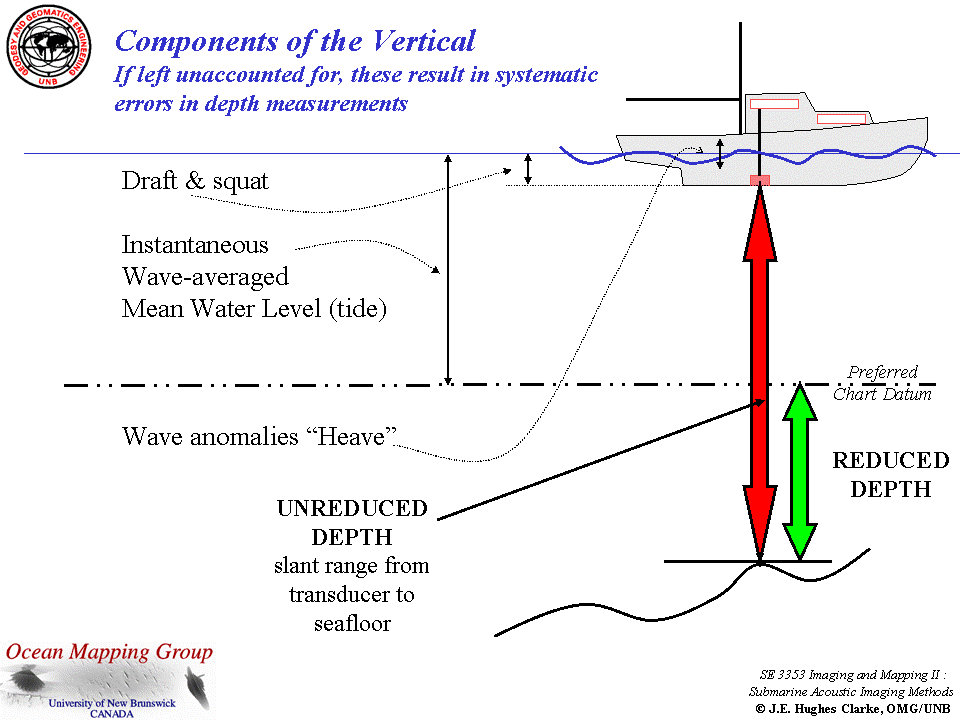 GEODESY AND GEOMATICS ENGINEERING
UNB
Components of the Vertical
If left unaccounted for, these result in systematic
errors in depth measurements
Draft & squat
Instantaneous
Wave-averaged
Mean Water Level (tide)
Preferred
Chart Datum
Wave anomalies “Heave”
REDUCED
DEPTH
UNREDUCED
DEPTH
slant range from
transducer to
seafloor
Ocean Mapping Group
University of New Brunswick
CANADA
SE 3353 Imaging and Mapping II :
Submarine Acoustic Imaging Methods
© J.E. Hughes Clarke, OMG/UNB